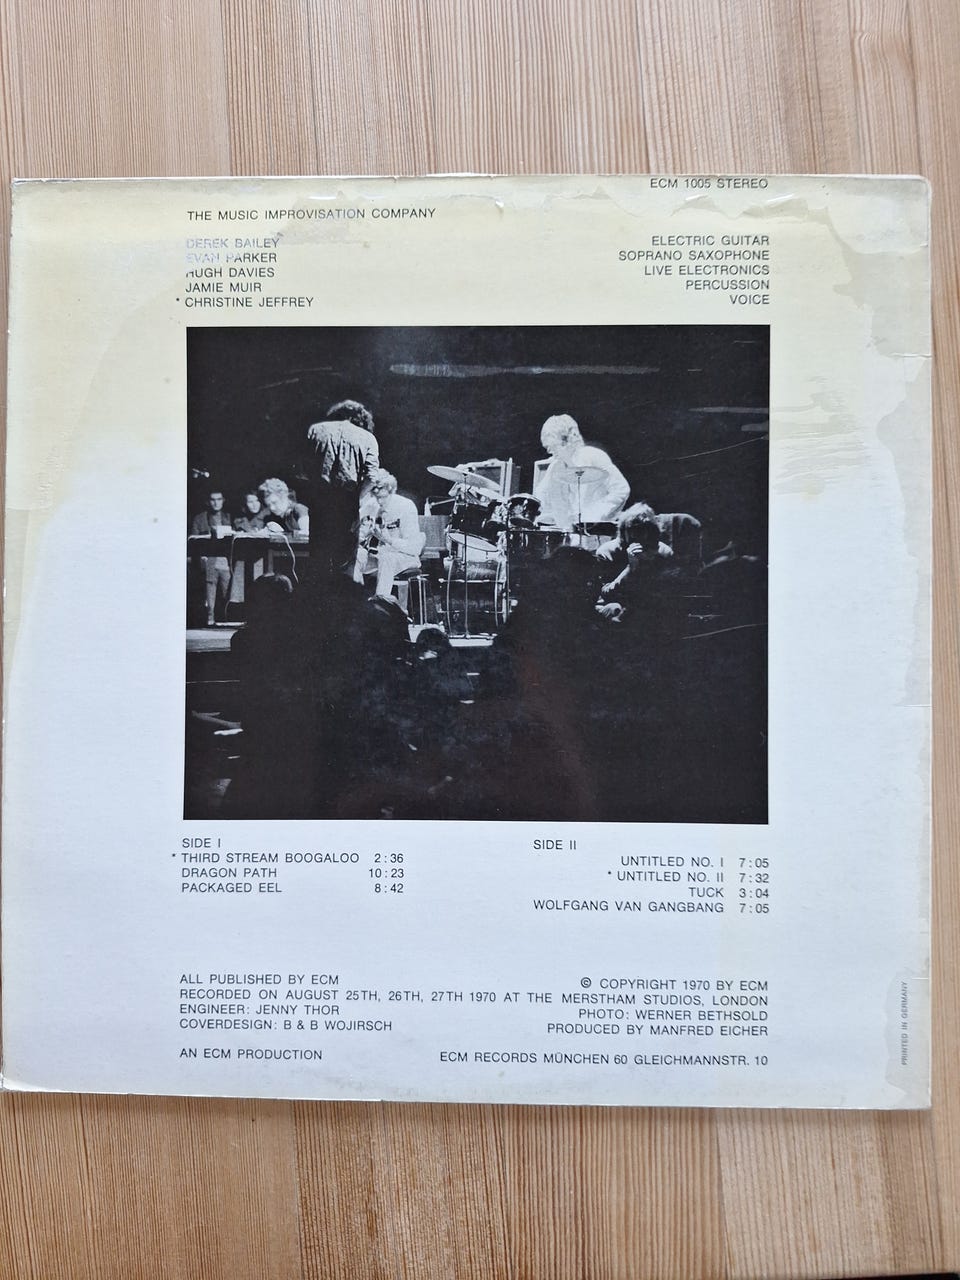 ECM 1005 STEREO
THE MUSIC IMPROVISATION COMPANY
DEREK BAILEY ELECTRIC GUITAR
EVAN PARKER SOPRANO SAXOPHONE
HUGH DAVIES LIVE ELECTRONICS
JAMIE MUIR PERCUSSION
* CHRISTINE JEFFREY VOICE
SIDE I
* THIRD STREAM BOOGALOO 2:36
DRAGON PATH 10:23
PACKAGED EEL 8:42
SIDE II
UNTITLED NO. I 7:05
* UNTITLED NO. II 7:32
TUCK 3:04
WOLFGANG VAN GANGBANG 7:05
ALL PUBLISHED BY ECM © COPYRIGHT 1970 BY ECM
RECORDED ON AUGUST 25TH, 26TH, 27TH 1970 AT THE MERSTHAM STUDIOS, LONDON
ENGINEER: JENNY THOR PHOTO: WERNER BETHSOLD
COVERDESIGN: B & B WOJIRSCH PRODUCED BY MANFRED EICHER
AN ECM PRODUCTION ECM RECORDS MÜNCHEN 60 GLEICHMANNSTR. 10
PRINTED IN GERMANY